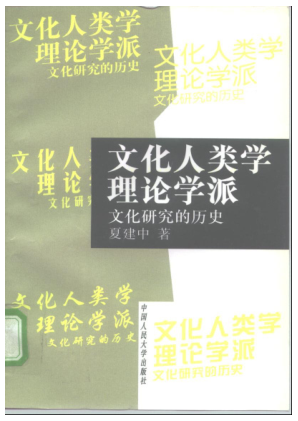 文化人类学
理论学派
文化研究的历史
文化人类学
理论学派
文化研究的历史
文化人
理论
文化研究
文化人类学
理论学派
文化研究的历史
夏建中 著
文化人类学
理论学派
文化研究的历史
中国人民大学出版社
文化人类学
理论学派
文化研究的历史